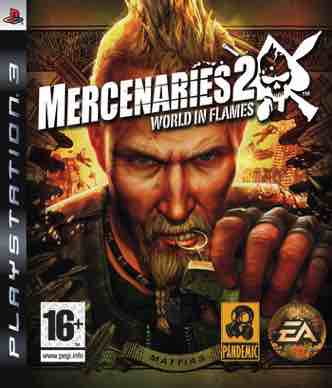 PLAYSTATION 3
MERCENARIES 2
WORLD IN FLAMES
MATTIAS
16+
www.pegi.info
PANDEMIC
EA